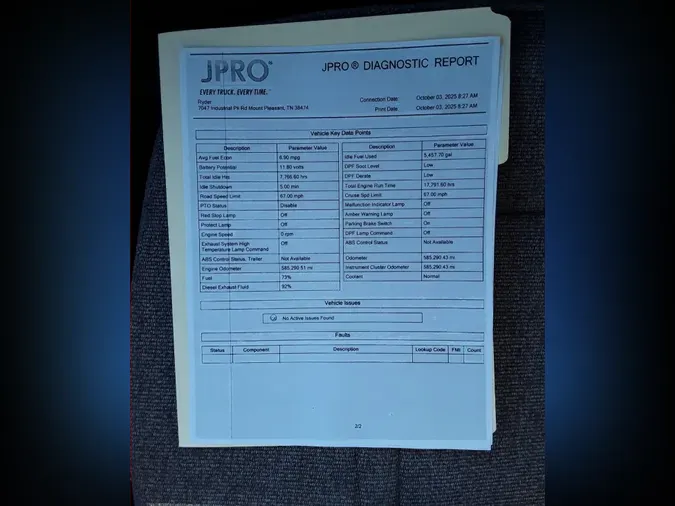 JPRO™
JPRO® DIAGNOSTIC REPORT
EVERY TRUCK. EVERY TIME.™
Ryder
7047 Industrial Pk Rd Mount Pleasant, TN 38474
Connection Date: October 03, 2025 8:27 AM
Print Date: October 03, 2025 8:27 AM
Vehicle Key Data Points
Description Parameter Value Description Parameter Value
Avg Fuel Econ 6.90 mpg Idle Fuel Used 5,457.70 gal
Battery Potential 11.80 volts DPF Soot Level Low
Total Idle Hrs 7,766.60 hrs DPF Derate Low
Idle Shutdown 5.00 min Total Engine Run Time 17,781.60 hrs
Road Speed Limit 67.00 mph Cruise Spd Limit 67.00 mph
PTO Status Disable Malfunction Indicator Lamp Off
Red Stop Lamp Off Amber Warning Lamp Off
Protect Lamp Off Parking Brake Switch On
Engine Speed 0 rpm DPF Lamp Command Off
Exhaust System High Off ABS Control Status Not Available
Temperature Lamp Command
ABS Control Status, Trailer Not Available Odometer 585,290.43 mi
Engine Odometer 585,290.51 mi Instrument Cluster Odometer 585,290.43 mi
Fuel 73% Coolant Normal
Diesel Exhaust Fluid 92%
Vehicle Issues
No Active Issues Found
Faults
Status Component Description Lookup Code FMI Count
2/2